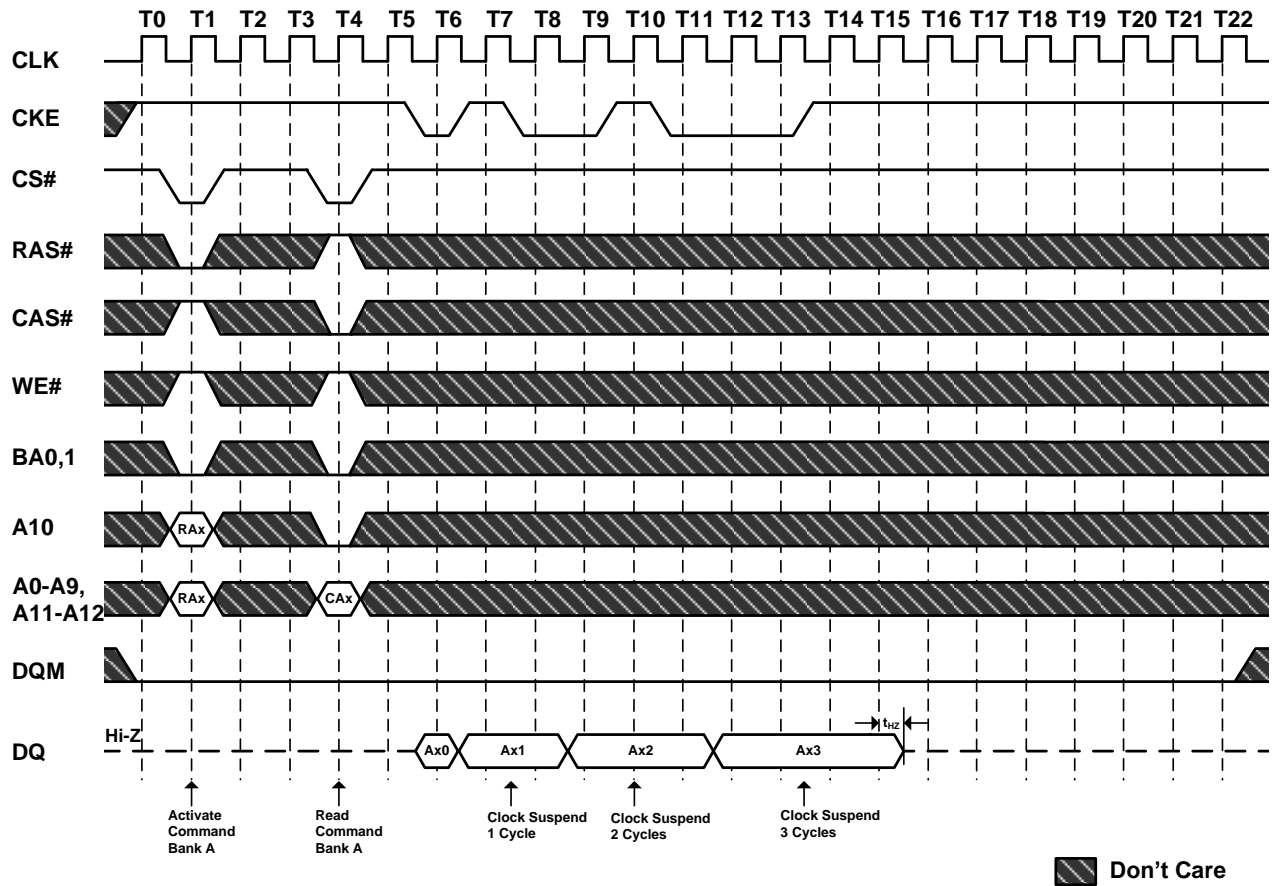 T0 T1 T2 T3 T4 T5 T6 T7 T8 T9 T10 T11 T12 T13 T14 T15 T16 T17 T18 T19 T20 T21 T22
CLK
CKE
CS#
RAS#
CAS#
WE#
BA0,1
A10 RAx
A0-A9,
A11-A12 RAx CAx
DQM
tHZ
Hi-Z
DQ Ax0 Ax1 Ax2 Ax3
Activate
Command
Bank A
Read
Command
Bank A
Clock Suspend
1 Cycle
Clock Suspend
2 Cycles
Clock Suspend
3 Cycles
Don't Care